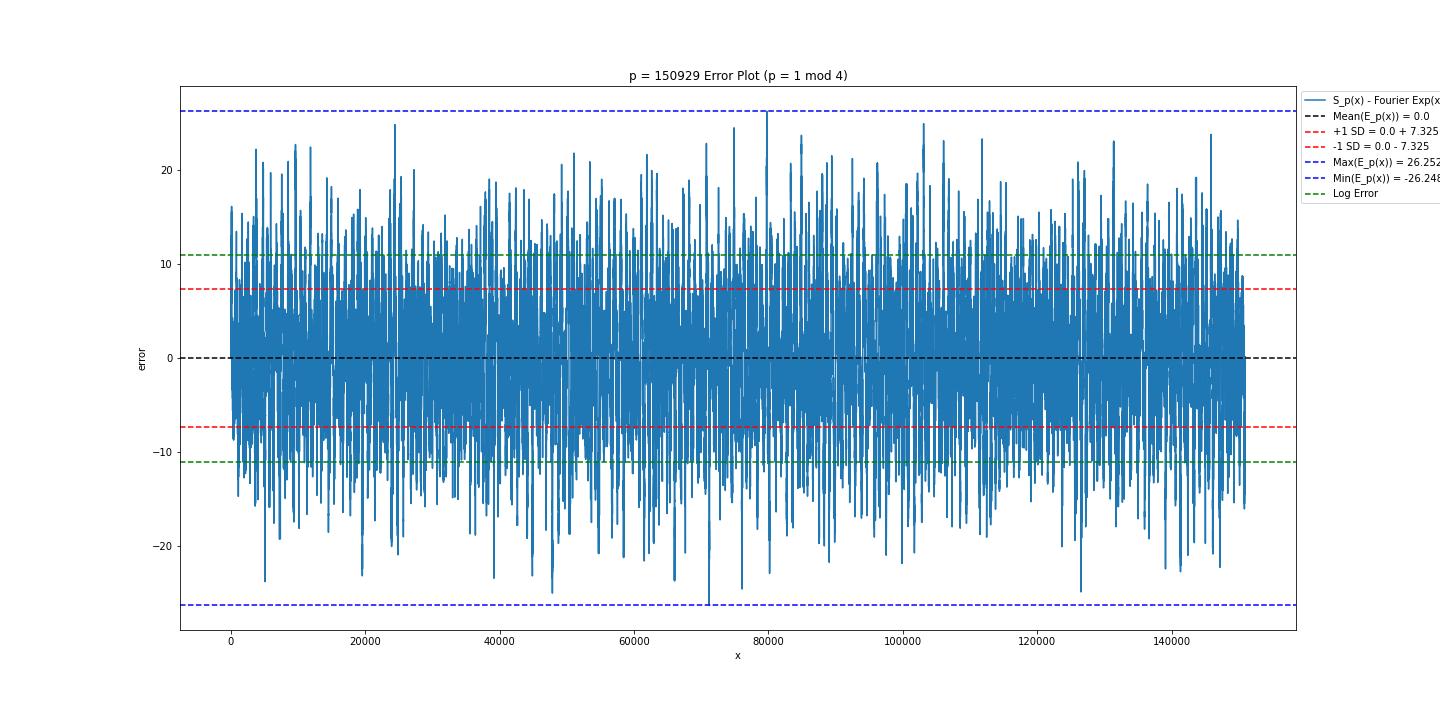 p = 150929 Error Plot (p = 1 mod 4)
S_p(x) - Fourier Exp(x
Mean(E_p(x)) = 0.0
+1 SD = 0.0 + 7.325
-1 SD = 0.0 - 7.325
Max(E_p(x)) = 26.252
Min(E_p(x)) = -26.248
Log Error
20
10
0
−10
−20
error
0 20000 40000 60000 80000 100000 120000 140000
x